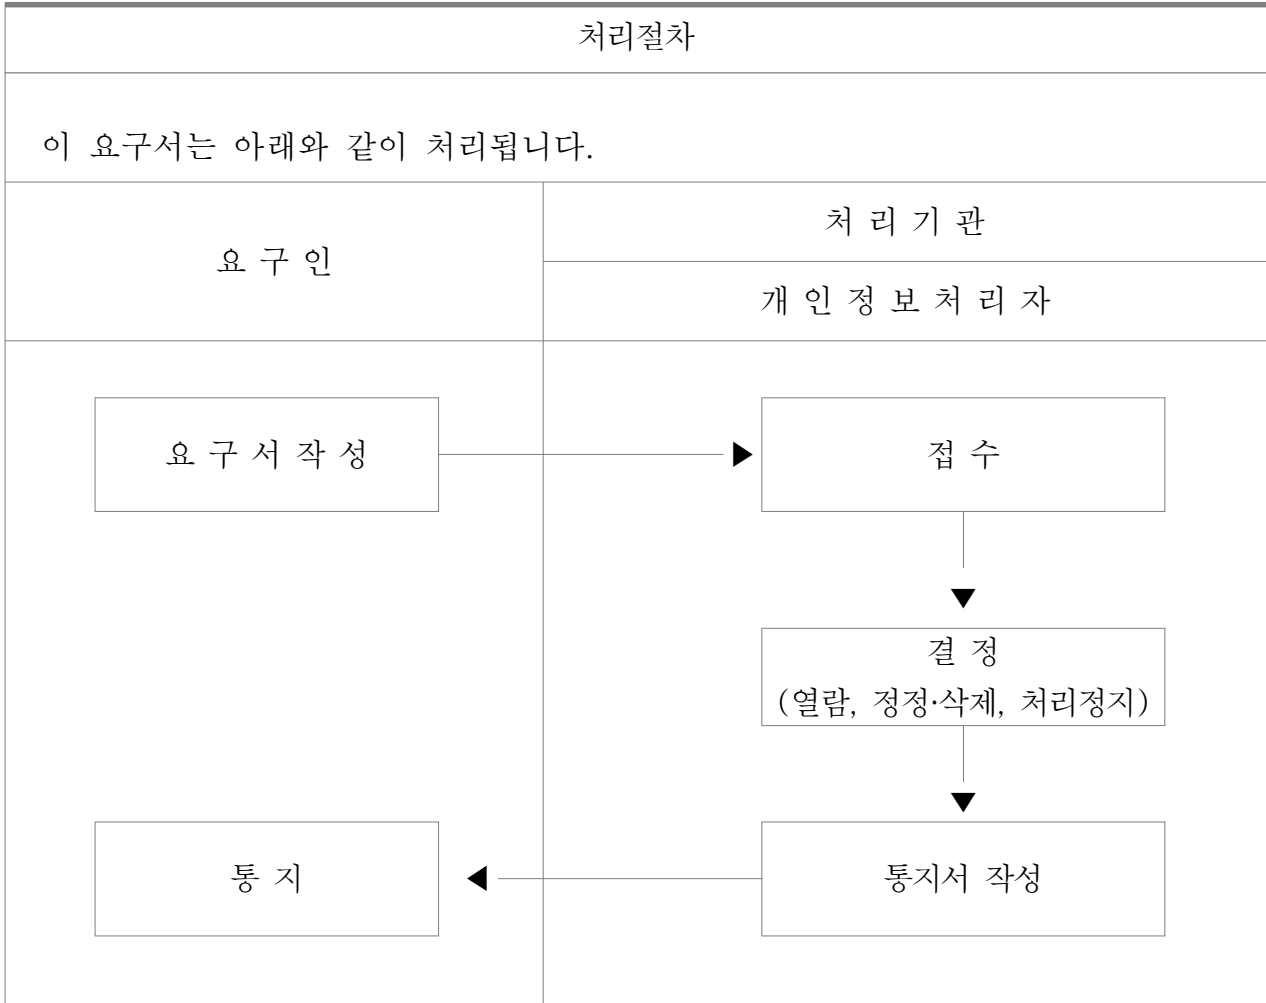 처리절차
이 요구서는 아래와 같이 처리됩니다.
요 구 인
처 리 기 관
개 인 정 보 처 리 자
요 구 서 작 성
접 수
결 정
(열람, 정정·삭제, 처리정지)
통 지
통지서 작성